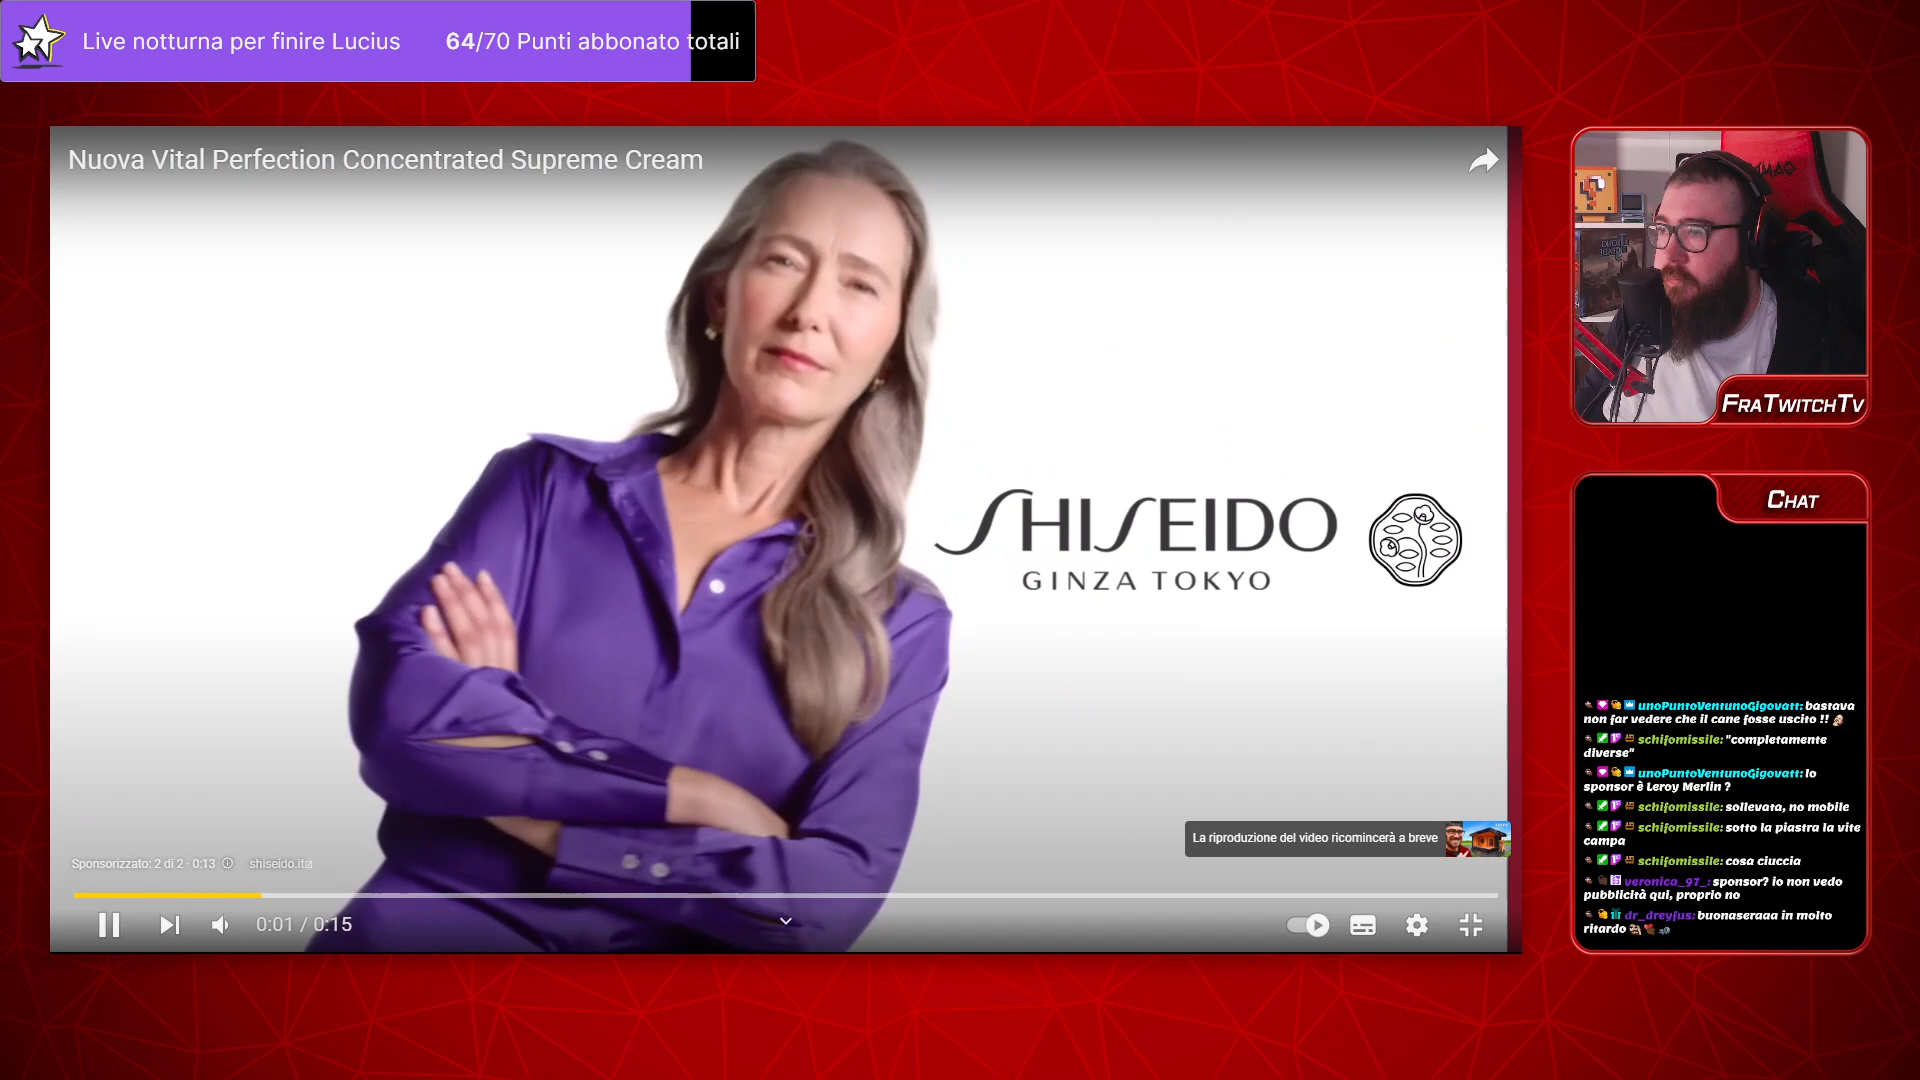 Live notturna per finire Lucius 64/70 Punti abbonato totali
Nuova Vital Perfection Concentrated Supreme Cream
SHISEIDO
GINZA TOKYO
La riproduzione del video ricomincerà a breve
Sponsorizzato: 2 di 2 · 0:13 shiseido.it
0:01 / 0:15
FRATWITCHTV
CHAT
unoPuntoVentunoGigovatt: bastava
non far vedere che il cane fosse uscito !!
schifomissile: "completamente
diverse"
unoPuntoVentunoGigovatt: lo
sponsor è Leroy Merlin ?
schifomissile: sollevata, no mobile
schifomissile: sotto la piastra la vite
campa
schifomissile: cosa ciuccia
veronica_97_: sponsor? io non vedo
pubblicità qui, proprio no
dr_dreyfus: buonaseraaa in molto
ritardo